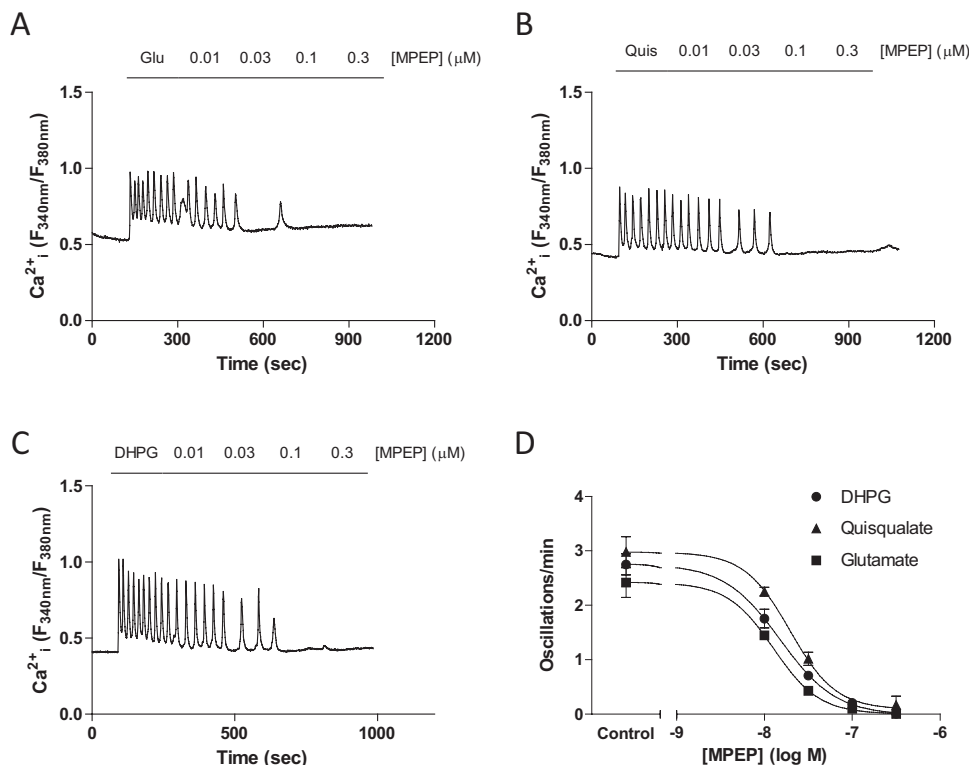 A
Glu 0.01 0.03 0.1 0.3 [MPEP] (μM)
1.5
1.0
0.5
0.0
Ca2+i (F340nm/F380nm)
0 300 600 900 1200
Time (sec)
B
Quis 0.01 0.03 0.1 0.3 [MPEP] (μM)
1.5
1.0
0.5
0.0
Ca2+i (F340nm/F380nm)
0 300 600 900 1200
Time (sec)
C
DHPG 0.01 0.03 0.1 0.3 [MPEP] (μM)
1.5
1.0
0.5
0.0
Ca2+i (F340nm/F380nm)
0 500 1000
Time (sec)
D
DHPG
Quisqualate
Glutamate
4
3
2
1
0
Oscillations/min
Control -9 -8 -7 -6
[MPEP] (log M)